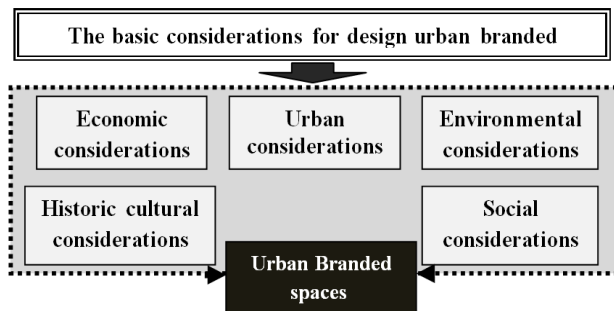 The basic considerations for design urban branded
Economic
considerations
Urban
considerations
Environmental
considerations
Historic cultural
considerations
Social
considerations
Urban Branded
spaces